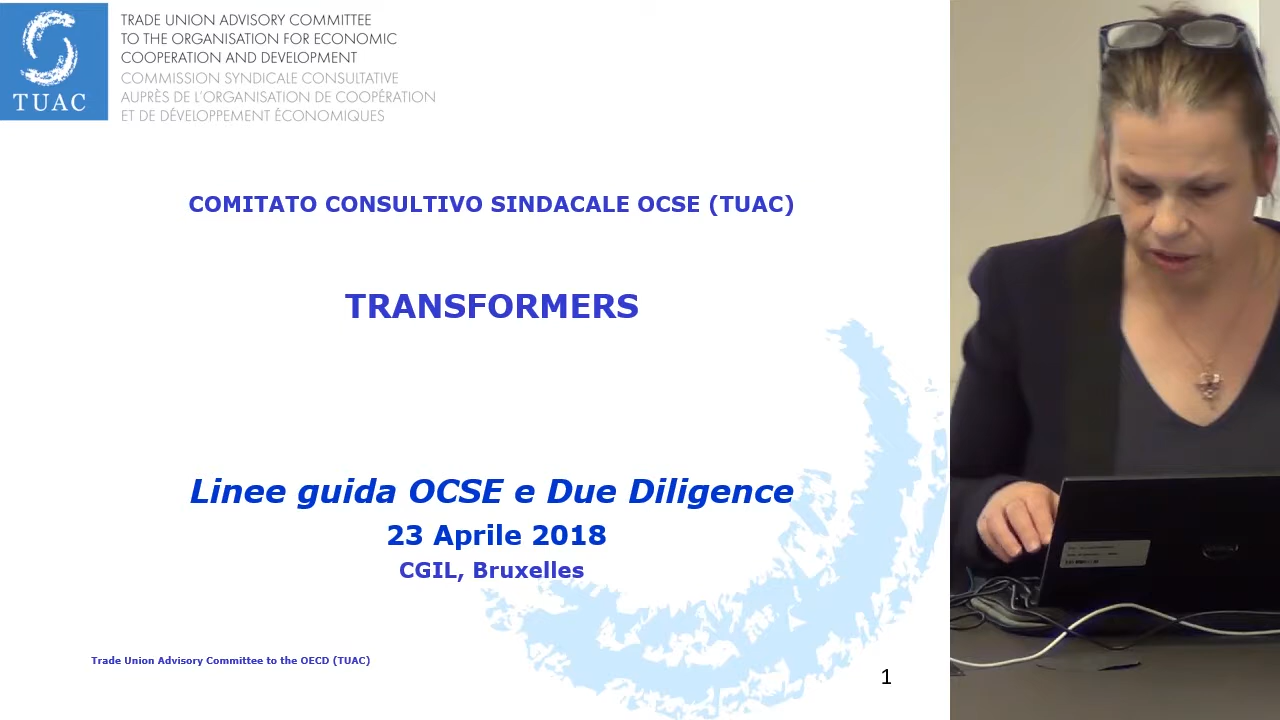 TUAC
TRADE UNION ADVISORY COMMITTEE
TO THE ORGANISATION FOR ECONOMIC
COOPERATION AND DEVELOPMENT
COMMISSION SYNDICALE CONSULTATIVE
AUPRÈS DE L'ORGANISATION DE COOPÉRATION
ET DE DÉVELOPPEMENT ÉCONOMIQUES
COMITATO CONSULTIVO SINDACALE OCSE (TUAC)
TRANSFORMERS
Linee guida OCSE e Due Diligence
23 Aprile 2018
CGIL, Bruxelles
Trade Union Advisory Committee to the OECD (TUAC)
1